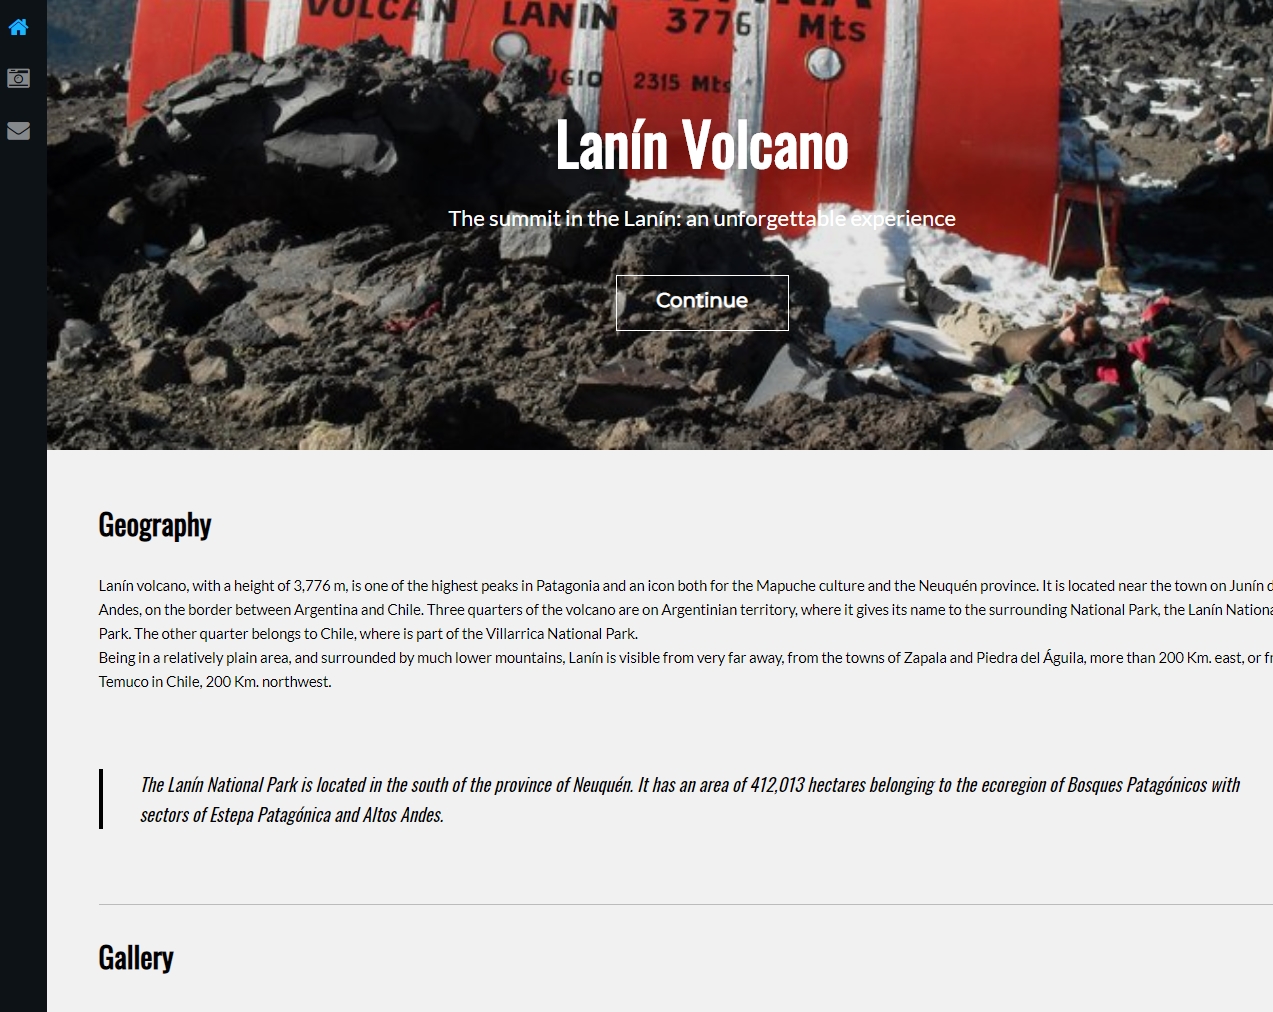 VOLCAN LANIN 3776 Mts
UGIO 2315 Mts
Lanín Volcano
The summit in the Lanín: an unforgettable experience
Continue
Geography
Lanín volcano, with a height of 3,776 m, is one of the highest peaks in Patagonia and an icon both for the Mapuche culture and the Neuquén province. It is located near the town on Junín d
Andes, on the border between Argentina and Chile. Three quarters of the volcano are on Argentinian territory, where it gives its name to the surrounding National Park, the Lanín Nationa
Park. The other quarter belongs to Chile, where is part of the Villarrica National Park.
Being in a relatively plain area, and surrounded by much lower mountains, Lanín is visible from very far away, from the towns of Zapala and Piedra del Águila, more than 200 Km. east, or fr
Temuco in Chile, 200 Km. northwest.
The Lanín National Park is located in the south of the province of Neuquén. It has an area of 412,013 hectares belonging to the ecoregion of Bosques Patagónicos with
sectors of Estepa Patagónica and Altos Andes.
Gallery